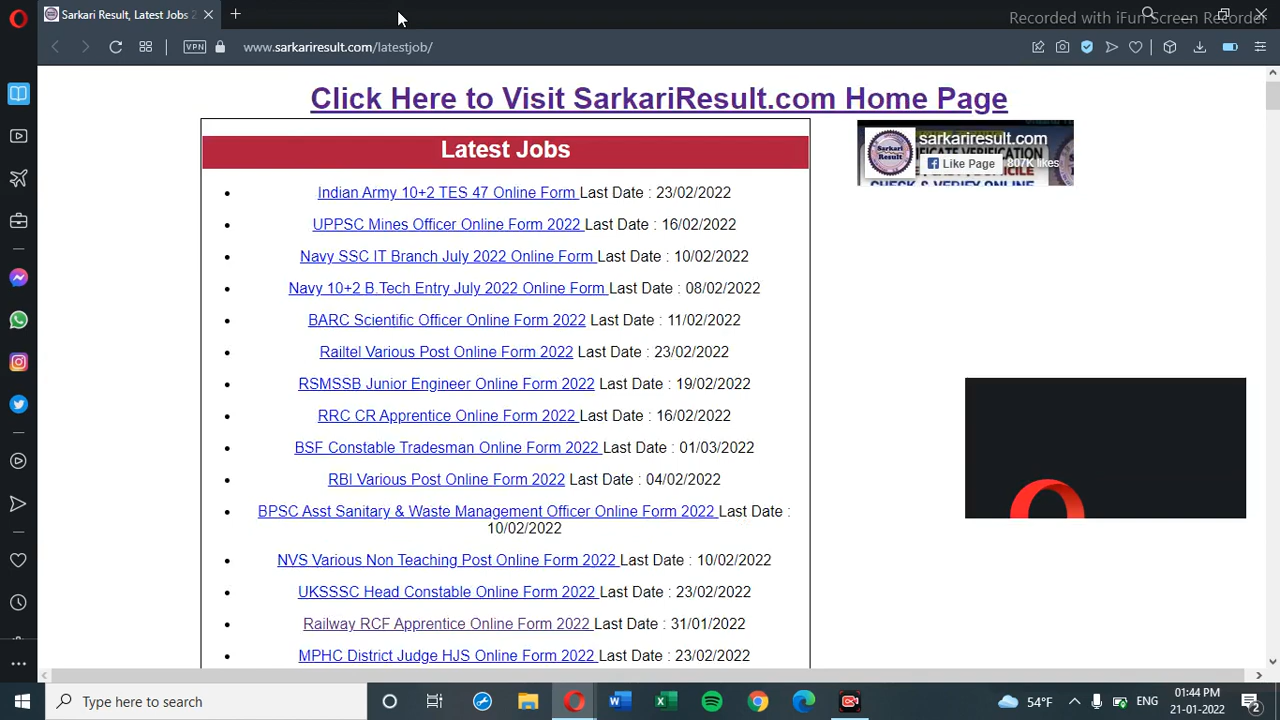 Sarkari Result, Latest Jobs 2
Recorded with iFun Screen Recorder
VPN
www.sarkariresult.com/latestjob/
Click Here to Visit SarkariResult.com Home Page
Latest Jobs
Indian Army 10+2 TES 47 Online Form Last Date : 23/02/2022
UPPSC Mines Officer Online Form 2022 Last Date : 16/02/2022
Navy SSC IT Branch July 2022 Online Form Last Date : 10/02/2022
Navy 10+2 B.Tech Entry July 2022 Online Form Last Date : 08/02/2022
BARC Scientific Officer Online Form 2022 Last Date : 11/02/2022
Railtel Various Post Online Form 2022 Last Date : 23/02/2022
RSMSSB Junior Engineer Online Form 2022 Last Date : 19/02/2022
RRC CR Apprentice Online Form 2022 Last Date : 16/02/2022
BSF Constable Tradesman Online Form 2022 Last Date : 01/03/2022
RBI Various Post Online Form 2022 Last Date : 04/02/2022
BPSC Asst Sanitary & Waste Management Officer Online Form 2022 Last Date :
10/02/2022
NVS Various Non Teaching Post Online Form 2022 Last Date : 10/02/2022
UKSSSC Head Constable Online Form 2022 Last Date : 23/02/2022
Railway RCF Apprentice Online Form 2022 Last Date : 31/01/2022
MPHC District Judge HJS Online Form 2022 Last Date : 23/02/2022
sarkariresult.com
Sarkari
Result
Like Page
807K likes
CHECK & VERIFY ONLINE
Type here to search
54°F
ENG
01:44 PM
21-01-2022
2